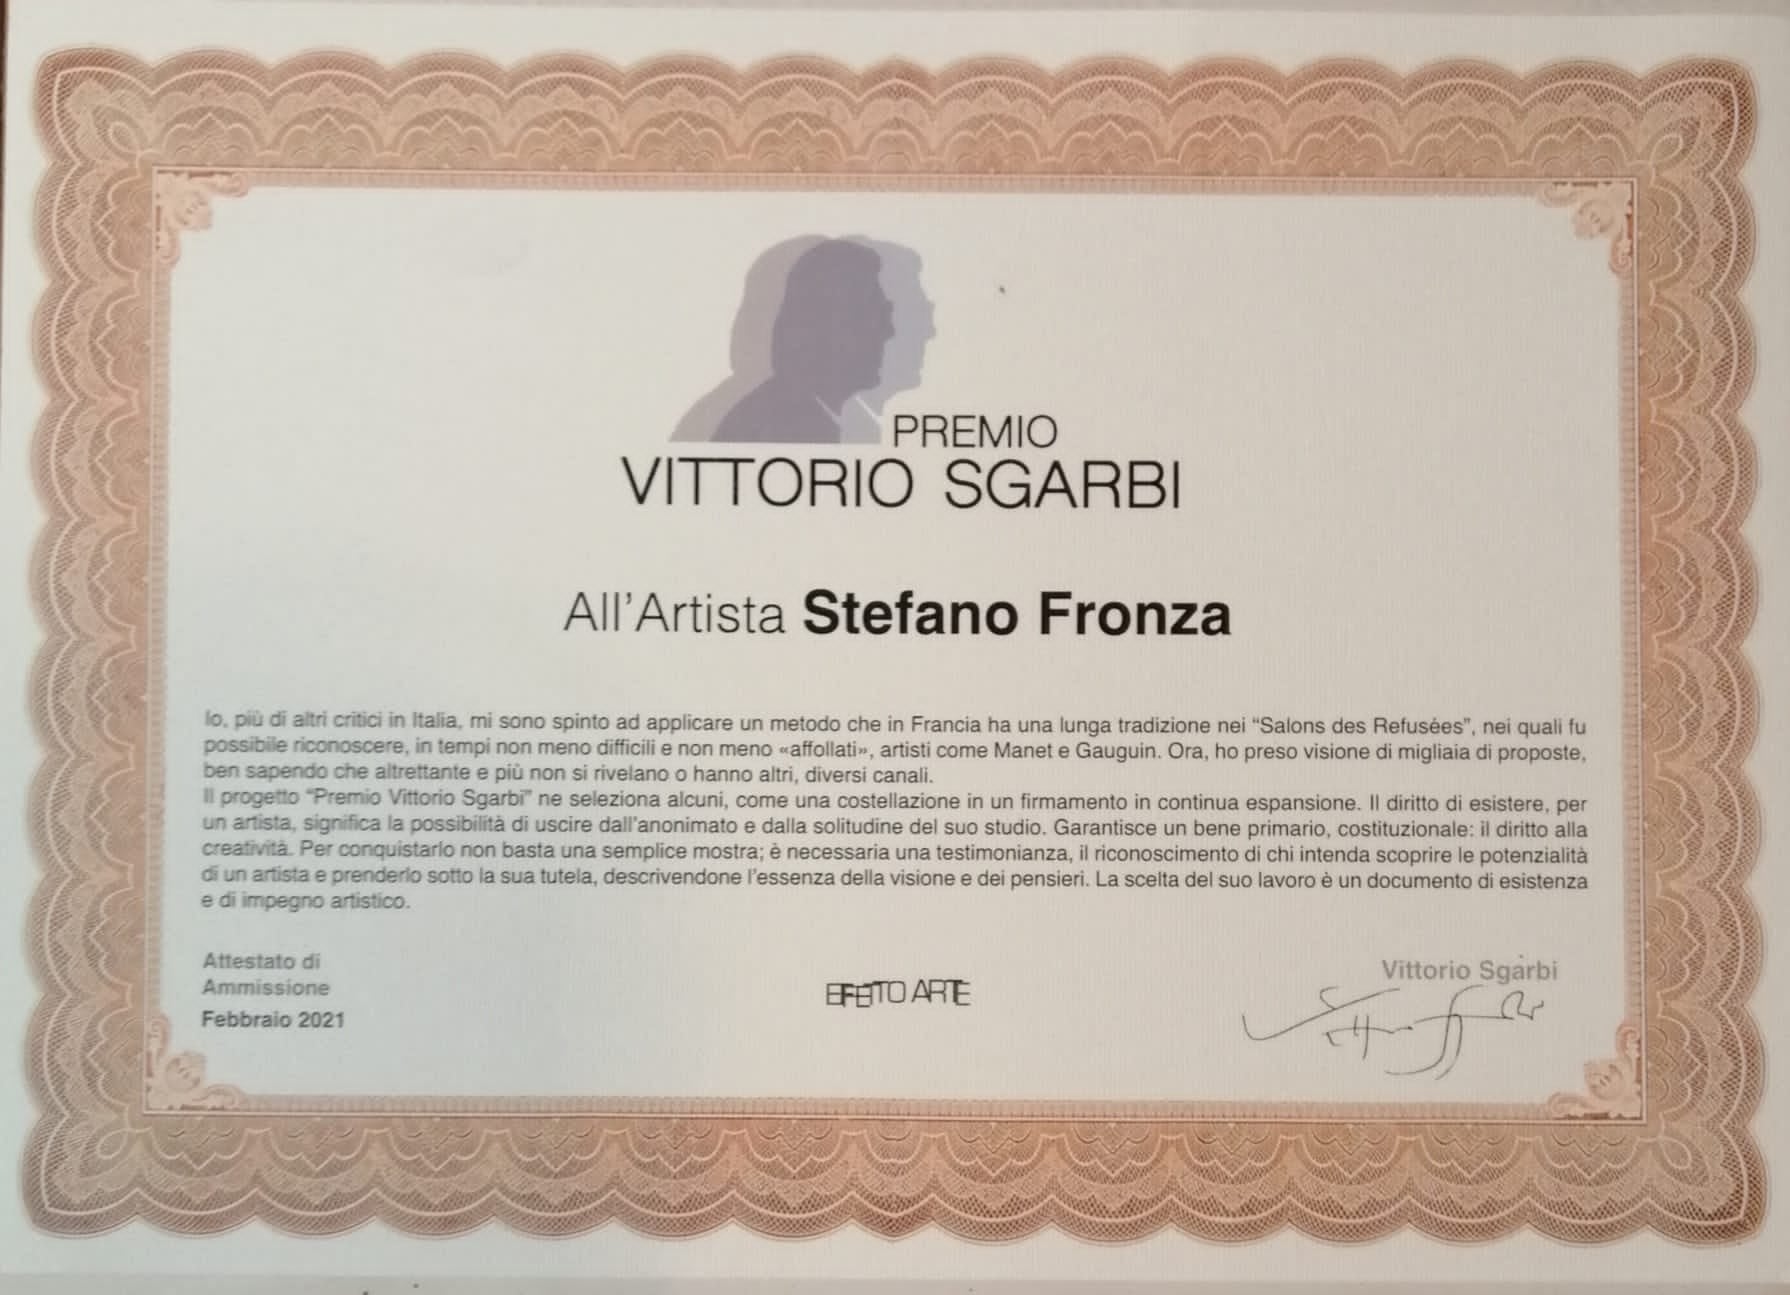 PREMIO
VITTORIO SGARBI
All'Artista Stefano Fronza
Io, più di altri critici in Italia, mi sono spinto ad applicare un metodo che in Francia ha una lunga tradizione nei “Salons des Refusées”, nei quali fu
possibile riconoscere, in tempi non meno difficili e non meno «affollati», artisti come Manet e Gauguin. Ora, ho preso visione di migliaia di proposte,
ben sapendo che altrettante e più non si rivelano o hanno altri, diversi canali.
Il progetto “Premio Vittorio Sgarbi” ne seleziona alcuni, come una costellazione in un firmamento in continua espansione. Il diritto di esistere, per
un artista, significa la possibilità di uscire dall'anonimato e dalla solitudine del suo studio. Garantisce un bene primario, costituzionale: il diritto alla
creatività. Per conquistarlo non basta una semplice mostra; è necessaria una testimonianza, il riconoscimento di chi intenda scoprire le potenzialità
di un artista e prenderlo sotto la sua tutela, descrivendone l'essenza della visione e dei pensieri. La scelta del suo lavoro è un documento di esistenza
e di impegno artistico.
Attestato di
Ammissione
Febbraio 2021
EFFETTO ARTE
Vittorio Sgarbi